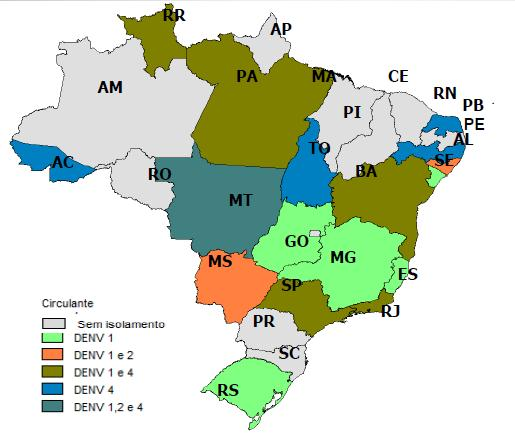 RR
AP
AM
PA
MA
CE
RN
PB
PE
AL
SE
PI
TO
AC
RO
BA
MT
GO
MG
ES
MS
SP
RJ
PR
SC
RS
Circulante
Sem isolamento
DENV 1
DENV 1 e 2
DENV 1 e 4
DENV 4
DENV 1,2 e 4